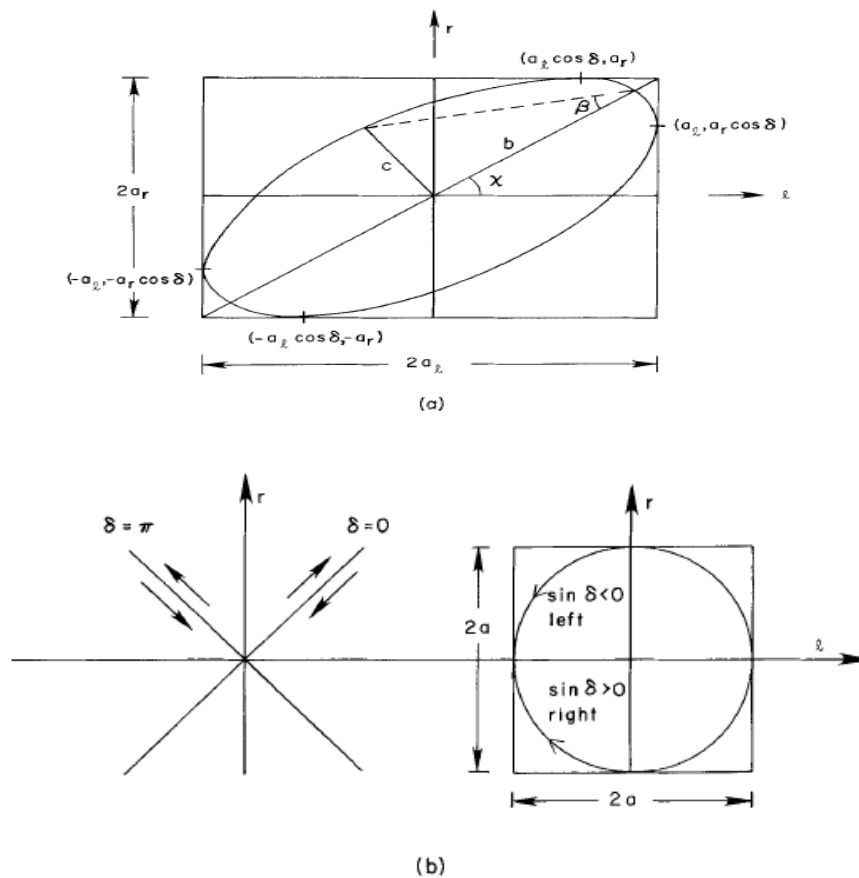 r
(aℓ cos δ, ar)
β
(aℓ, ar cos δ)
b
c
χ
2ar
ℓ
(-aℓ, -ar cos δ)
(-aℓ cos δ, -ar)
2aℓ
(a)
r
r
δ = π
δ = 0
sin δ < 0
left
2a
ℓ
sin δ > 0
right
2a
(b)